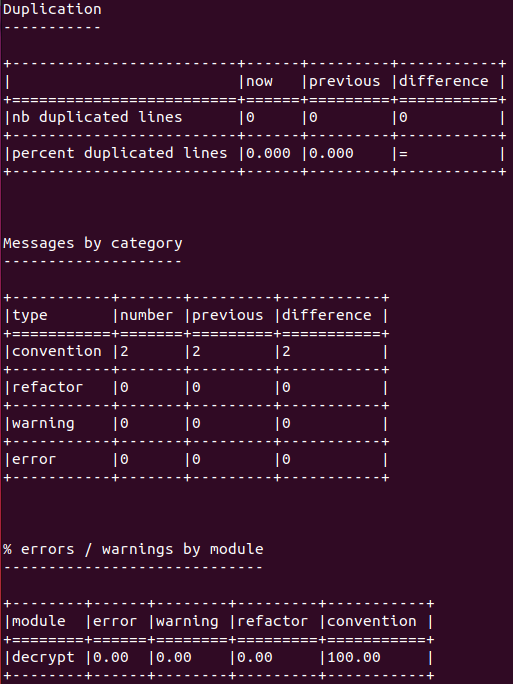 Duplication
-----------
+-------------------------+------+---------+-----------+
|                         |now   |previous |difference |
+=========================+======+=========+===========+
|nb duplicated lines      |0     |0        |0          |
+-------------------------+------+---------+-----------+
|percent duplicated lines |0.000 |0.000    |=          |
+-------------------------+------+---------+-----------+
Messages by category
--------------------
+-----------+-------+---------+-----------+
|type       |number |previous |difference |
+===========+=======+=========+===========+
|convention |2      |2        |2          |
+-----------+-------+---------+-----------+
|refactor   |0      |0        |0          |
+-----------+-------+---------+-----------+
|warning    |0      |0        |0          |
+-----------+-------+---------+-----------+
|error      |0      |0        |0          |
+-----------+-------+---------+-----------+
% errors / warnings by module
-----------------------------
+--------+------+--------+---------+-----------+
|module  |error |warning |refactor |convention |
+========+======+========+=========+===========+
|decrypt |0.00  |0.00    |0.00     |100.00     |
+--------+------+--------+---------+-----------+